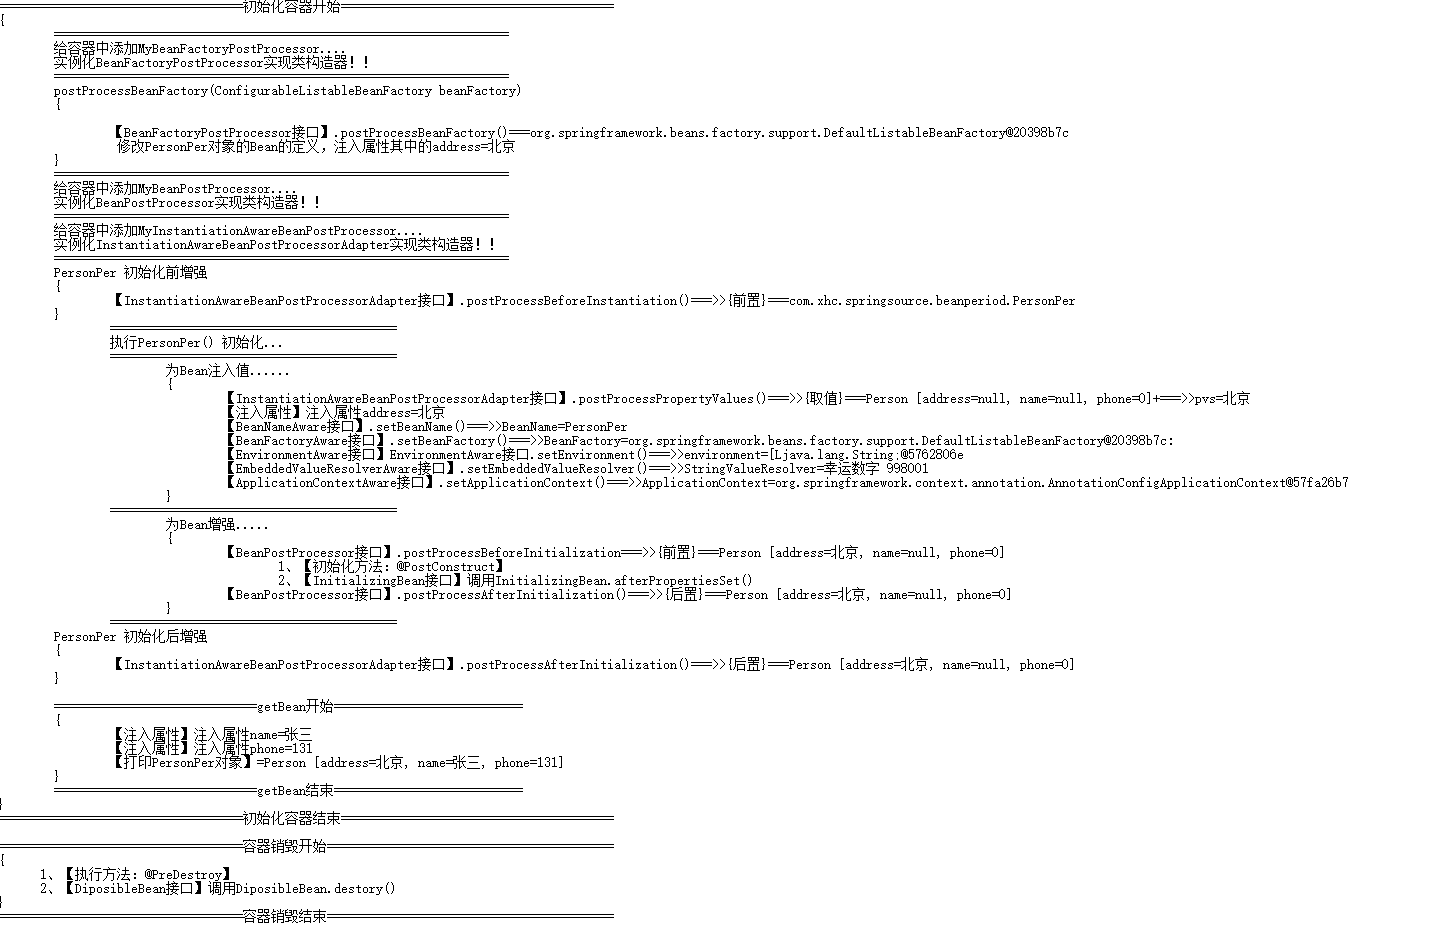 ══════════════════初始化容器开始══════════════════
{
════════════════════════════════
给容器中添加MyBeanFactoryPostProcessor....
实例化BeanFactoryPostProcessor实现类构造器！！
════════════════════════════════
postProcessBeanFactory(ConfigurableListableBeanFactory beanFactory)
{
【BeanFactoryPostProcessor接口】.postProcessBeanFactory()===org.springframework.beans.factory.support.DefaultListableBeanFactory@20398b7c
修改PersonPer对象的Bean的定义，注入属性其中的address=北京
}
════════════════════════════════
给容器中添加MyBeanPostProcessor....
实例化BeanPostProcessor实现类构造器！！
════════════════════════════════
给容器中添加MyInstantiationAwareBeanPostProcessor....
实例化InstantiationAwareBeanPostProcessorAdapter实现类构造器！！
════════════════════════════════
PersonPer 初始化前增强
{
【InstantiationAwareBeanPostProcessorAdapter接口】.postProcessBeforeInstantiation()===>>{前置}===com.xhc.springsource.beanperiod.PersonPer
}
════════════════════
执行PersonPer() 初始化...
════════════════════
为Bean注入值......
{
【InstantiationAwareBeanPostProcessorAdapter接口】.postProcessPropertyValues()===>>{取值}===Person [address=null, name=null, phone=0]+===>>pvs=北京
【注入属性】注入属性address=北京
【BeanNameAware接口】.setBeanName()===>>BeanName=PersonPer
【BeanFactoryAware接口】.setBeanFactory()===>>BeanFactory=org.springframework.beans.factory.support.DefaultListableBeanFactory@20398b7c:
【EnvironmentAware接口】EnvironmentAware接口.setEnvironment()===>>environment=[Ljava.lang.String;@5762806e
【EmbeddedValueResolverAware接口】.setEmbeddedValueResolver()===>>StringValueResolver=幸运数字 998001
【ApplicationContextAware接口】.setApplicationContext()===>>ApplicationContext=org.springframework.context.annotation.AnnotationConfigApplicationContext@57fa26b7
}
════════════════════
为Bean增强.....
{
【BeanPostProcessor接口】.postProcessBeforeInitialization===>>{前置}===Person [address=北京, name=null, phone=0]
1、【初始化方法：@PostConstruct】
2、【InitializingBean接口】调用InitializingBean.afterPropertiesSet()
【BeanPostProcessor接口】.postProcessAfterInitialization()===>>{后置}===Person [address=北京, name=null, phone=0]
}
════════════════════
PersonPer 初始化后增强
{
【InstantiationAwareBeanPostProcessorAdapter接口】.postProcessAfterInitialization()===>>{后置}===Person [address=北京, name=null, phone=0]
}
══════════════getBean开始══════════════
{
【注入属性】注入属性name=张三
【注入属性】注入属性phone=131
【打印PersonPer对象】=Person [address=北京, name=张三, phone=131]
}
══════════════getBean结束══════════════
}
══════════════════初始化容器结束══════════════════
══════════════════容器销毁开始══════════════════
{
1、【执行方法：@PreDestroy】
2、【DiposibleBean接口】调用DiposibleBean.destory()
}
══════════════════容器销毁结束══════════════════